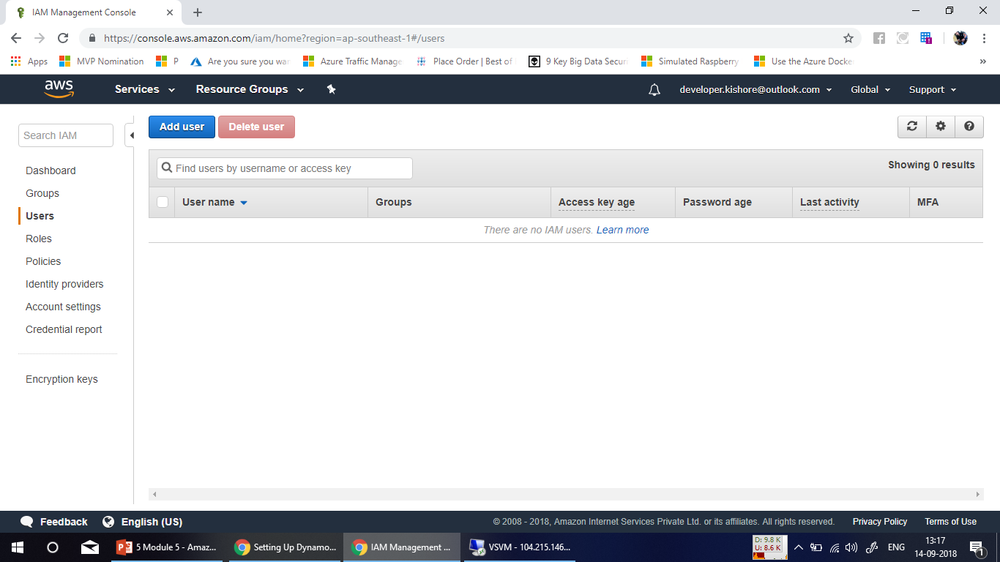 IAM Management Console
https://console.aws.amazon.com/iam/home?region=ap-southeast-1#/users
Apps MVP Nomination P Are you sure you wan Azure Traffic Manage Place Order | Best of 9 Key Big Data Securi Simulated Raspberry Use the Azure Docke »
aws Services Resource Groups developer.kishore@outlook.com Global Support
Search IAM
Dashboard
Groups
Users
Roles
Policies
Identity providers
Account settings
Credential report
Encryption keys
Add user Delete user
Find users by username or access key Showing 0 results
User name Groups Access key age Password age Last activity MFA
There are no IAM users. Learn more
Feedback English (US) © 2008 - 2018, Amazon Internet Services Private Ltd. or its affiliates. All rights reserved. Privacy Policy Terms of Use
5 Module 5 - Amaz... Setting Up Dynamo... IAM Management ... VSVM - 104.215.146...
D: 9.8 K
U: 8.6 K
ENG
13:17
14-09-2018
1